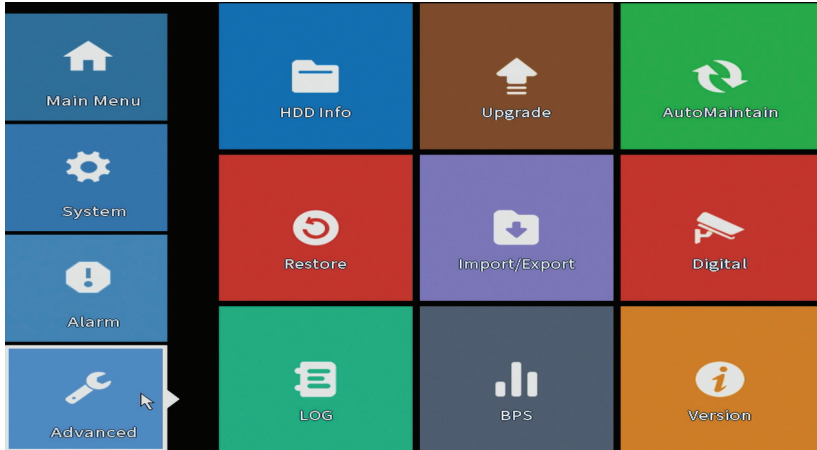 Main Menu
System
Alarm
Advanced
HDD Info
Upgrade
AutoMaintain
Restore
Import/Export
Digital
LOG
BPS
Version